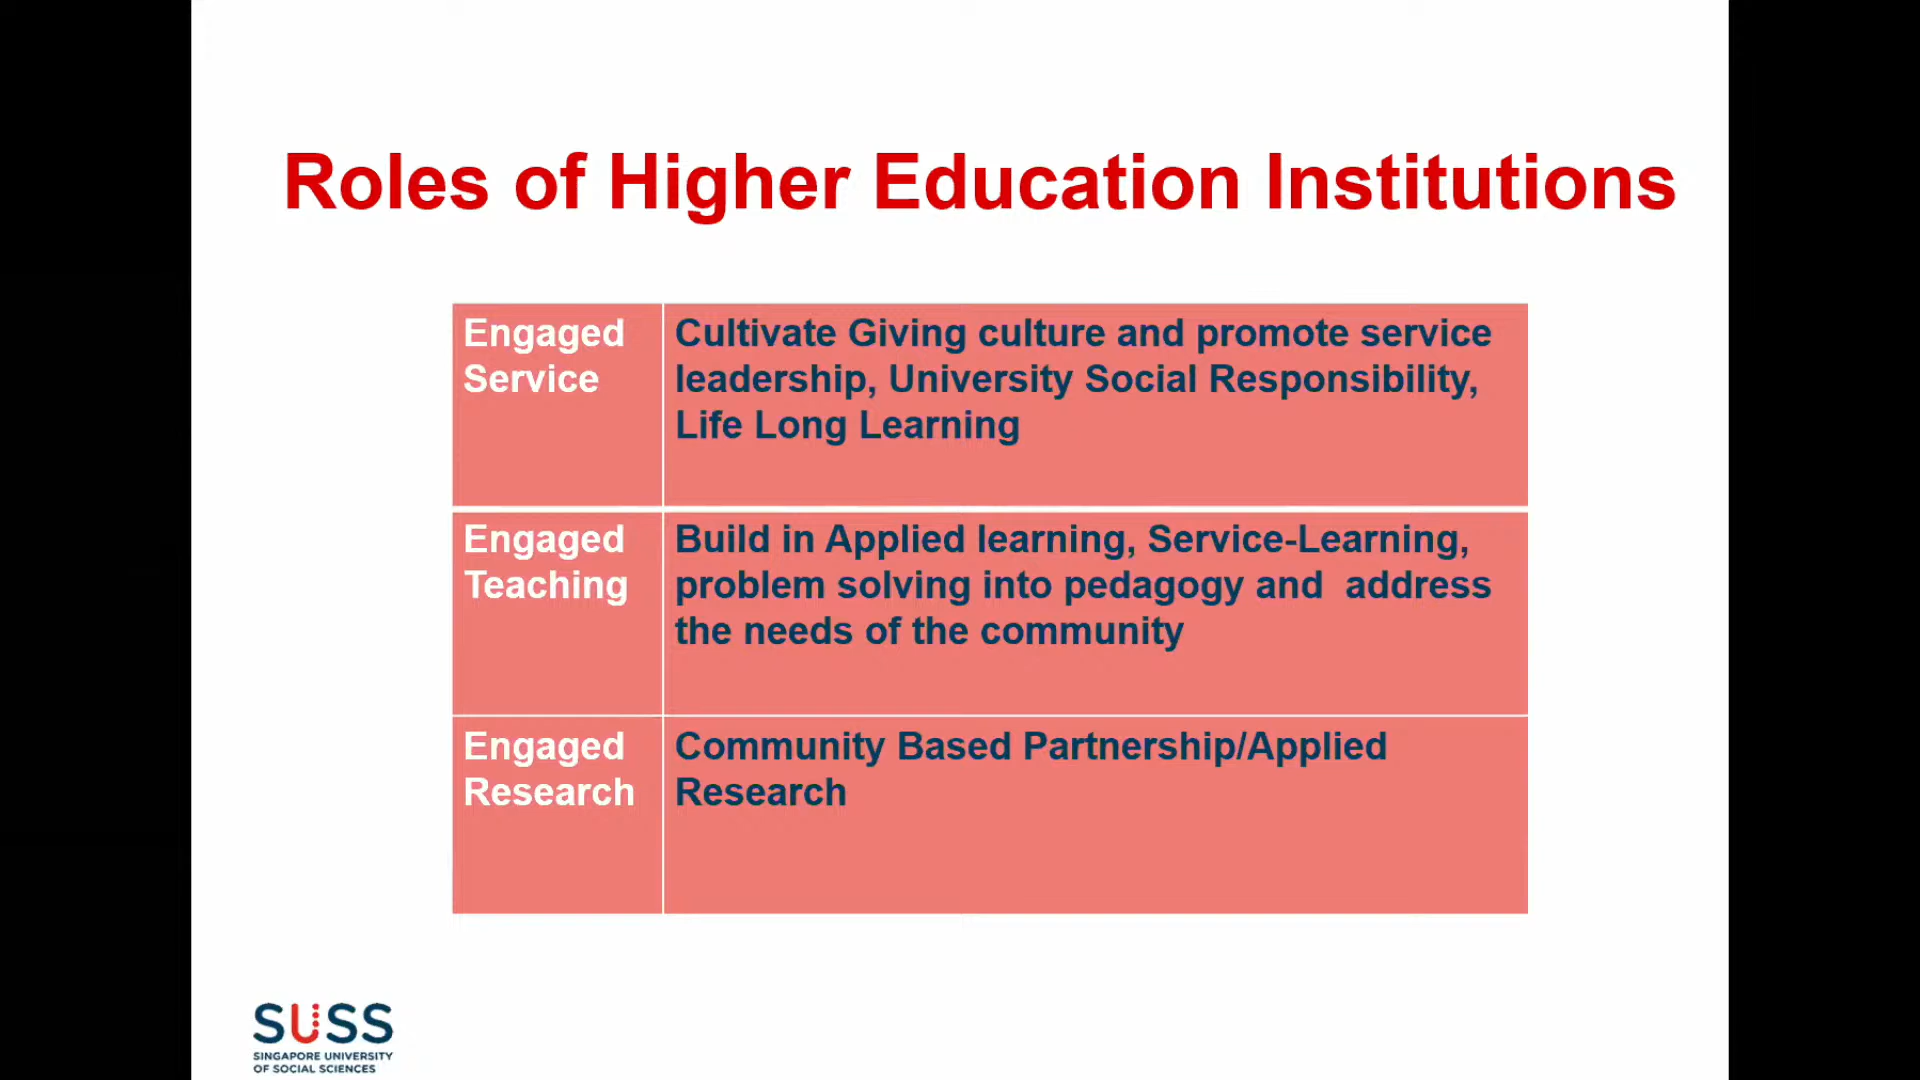 Roles of Higher Education Institutions
Engaged
Service
Cultivate Giving culture and promote service
leadership, University Social Responsibility,
Life Long Learning
Engaged
Teaching
Build in Applied learning, Service-Learning,
problem solving into pedagogy and  address
the needs of the community
Engaged
Research
Community Based Partnership/Applied
Research
SUSS
SINGAPORE UNIVERSITY
OF SOCIAL SCIENCES